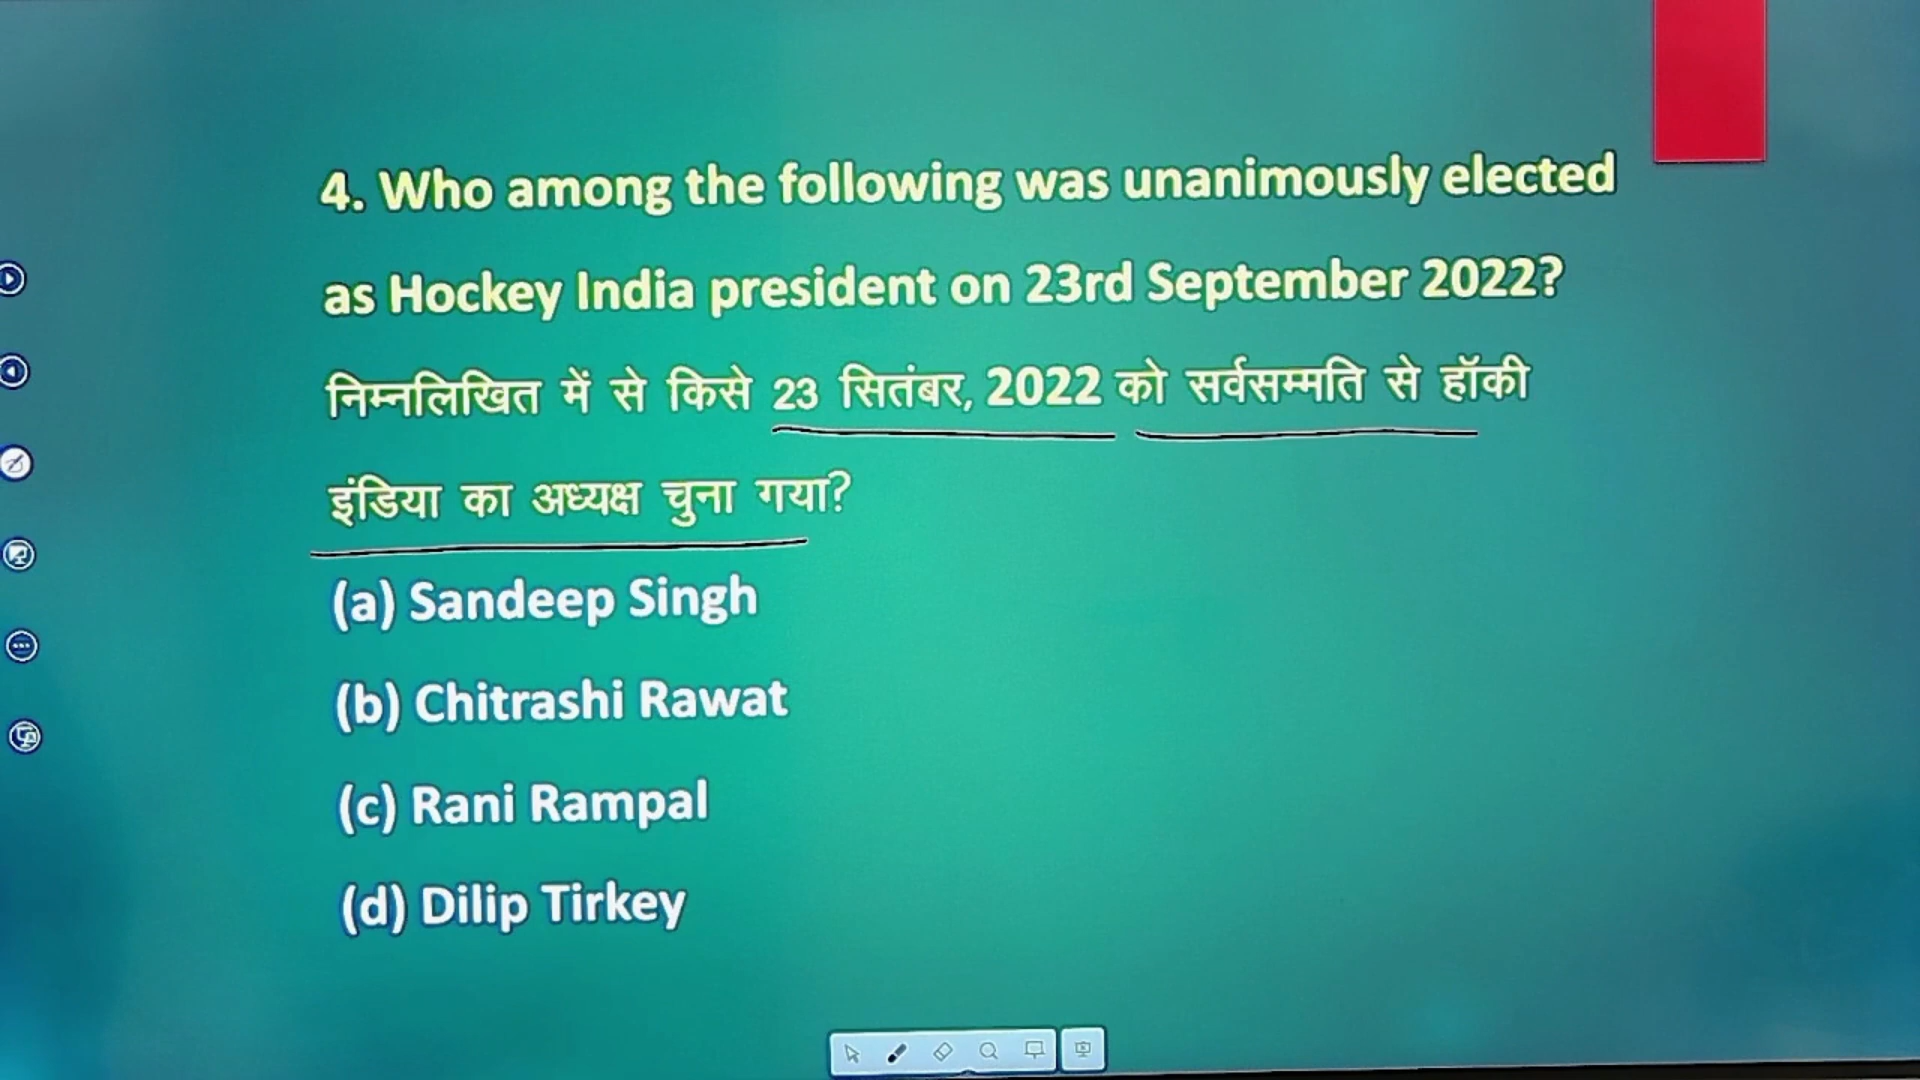 4. Who among the following was unanimously elected
as Hockey India president on 23rd September 2022?
निम्नलिखित में से किसे 23 सितंबर, 2022 को सर्वसम्मति से हॉकी
इंडिया का अध्यक्ष चुना गया?
(a) Sandeep Singh
(b) Chitrashi Rawat
(c) Rani Rampal
(d) Dilip Tirkey